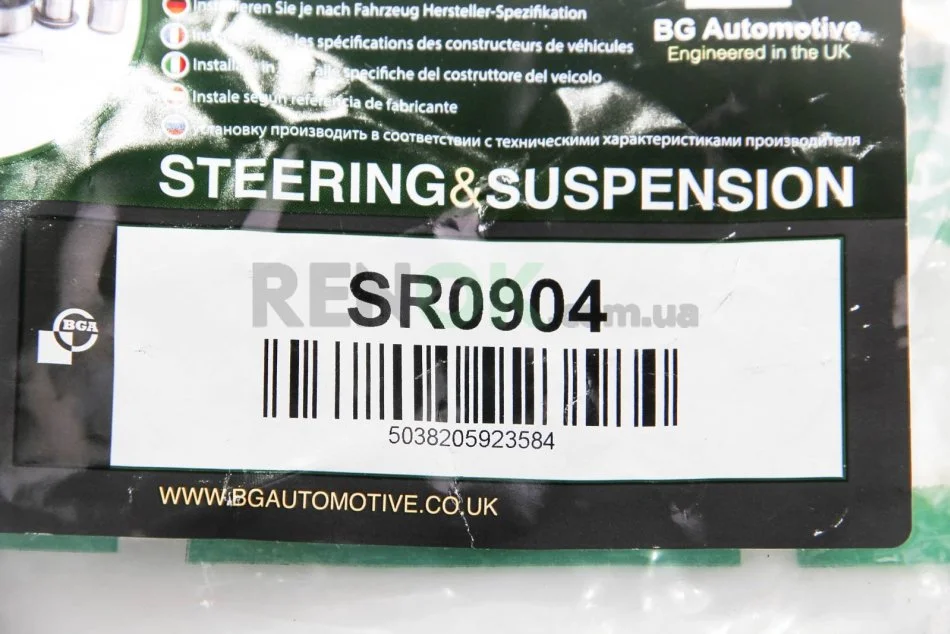 Installieren Sie je nach Fahrzeug Hersteller-Spezifikation
les spécifications des constructeurs de véhicules
specifiche del costruttore del veicolo
Instale según referencia de fabricante
установку производить в соответствии с техническими характеристиками производителя
BG Automotive
Engineered in the UK
STEERING&SUSPENSION
BGA
SR0904
.com.ua
5038205923584
WWW.BGAUTOMOTIVE.CO.UK